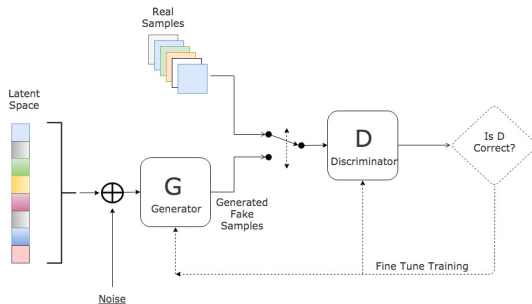 Real
Samples
Latent
Space
D
Discriminator
Is D
Correct?
G
Generator
Generated
Fake
Samples
Fine Tune Training
Noise